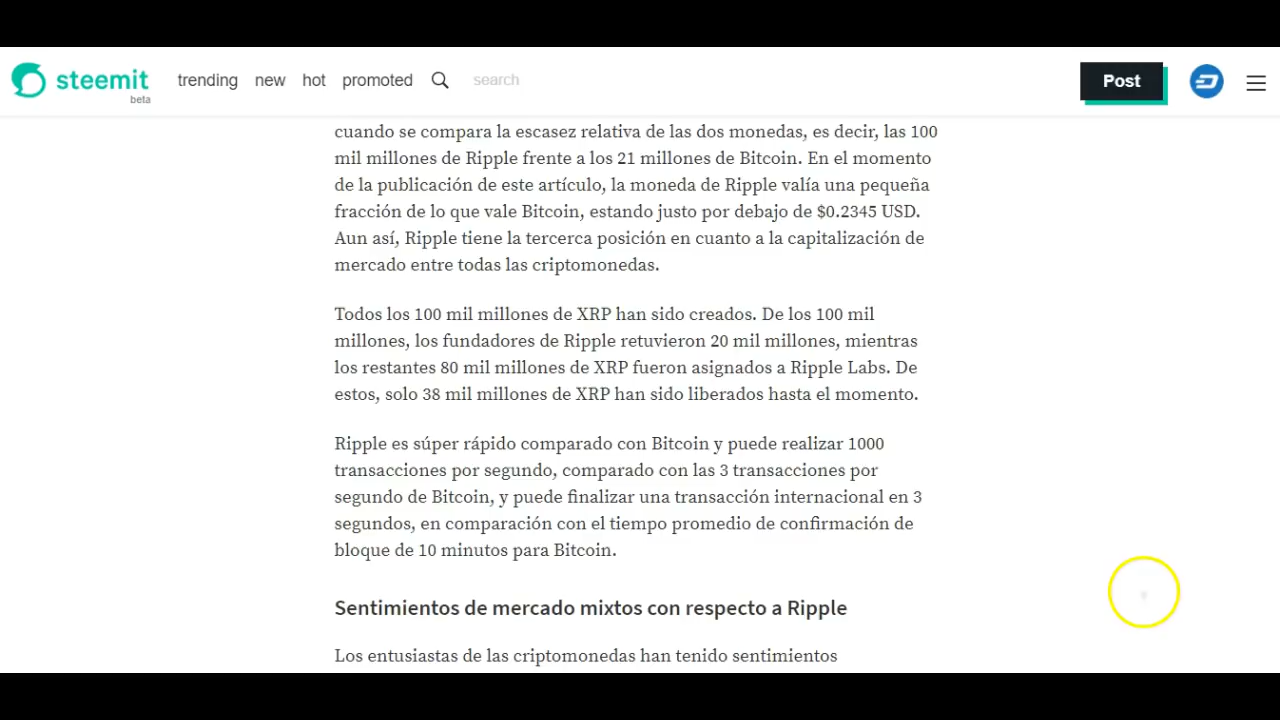 steemit
beta
trending new hot promoted search
Post
cuando se compara la escasez relativa de las dos monedas, es decir, las 100
mil millones de Ripple frente a los 21 millones de Bitcoin. En el momento
de la publicación de este artículo, la moneda de Ripple valía una pequeña
fracción de lo que vale Bitcoin, estando justo por debajo de $0.2345 USD.
Aun así, Ripple tiene la tercerca posición en cuanto a la capitalización de
mercado entre todas las criptomonedas.
Todos los 100 mil millones de XRP han sido creados. De los 100 mil
millones, los fundadores de Ripple retuvieron 20 mil millones, mientras
los restantes 80 mil millones de XRP fueron asignados a Ripple Labs. De
estos, solo 38 mil millones de XRP han sido liberados hasta el momento.
Ripple es súper rápido comparado con Bitcoin y puede realizar 1000
transacciones por segundo, comparado con las 3 transacciones por
segundo de Bitcoin, y puede finalizar una transacción internacional en 3
segundos, en comparación con el tiempo promedio de confirmación de
bloque de 10 minutos para Bitcoin.
Sentimientos de mercado mixtos con respecto a Ripple
Los entusiastas de las criptomonedas han tenido sentimientos